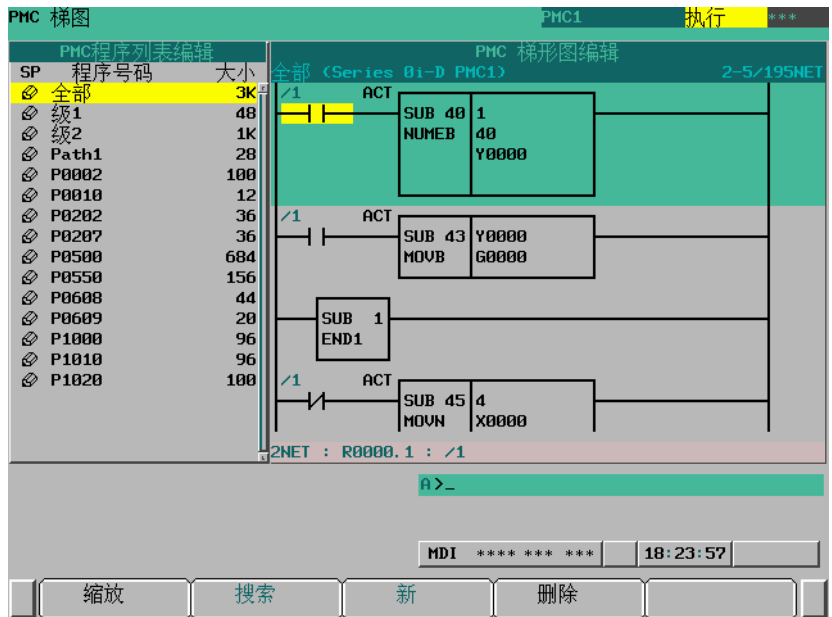 PMC 梯图 PMC1 执行 ***
PMC程序列表编辑
SP 程序号码 大小
全部 3K
级1 48
级2 1K
Path1 28
P0002 100
P0010 12
P0202 36
P0207 36
P0500 684
P0550 156
P0608 44
P0609 20
P1000 96
P1010 96
P1020 100
PMC 梯形图编辑
全部 (Series 0i-D PMC1) 2-5/195NET
/1 ACT
SUB 40 1
NUMEB 40
Y0000
/1 ACT
SUB 43 Y0000
MOVB G0000
SUB 1
END1
/1 ACT
SUB 45 4
MOVN X0000
2NET : R0000.1 : /1
A>_
MDI **** *** *** 18:23:57
缩放 搜索 新 删除